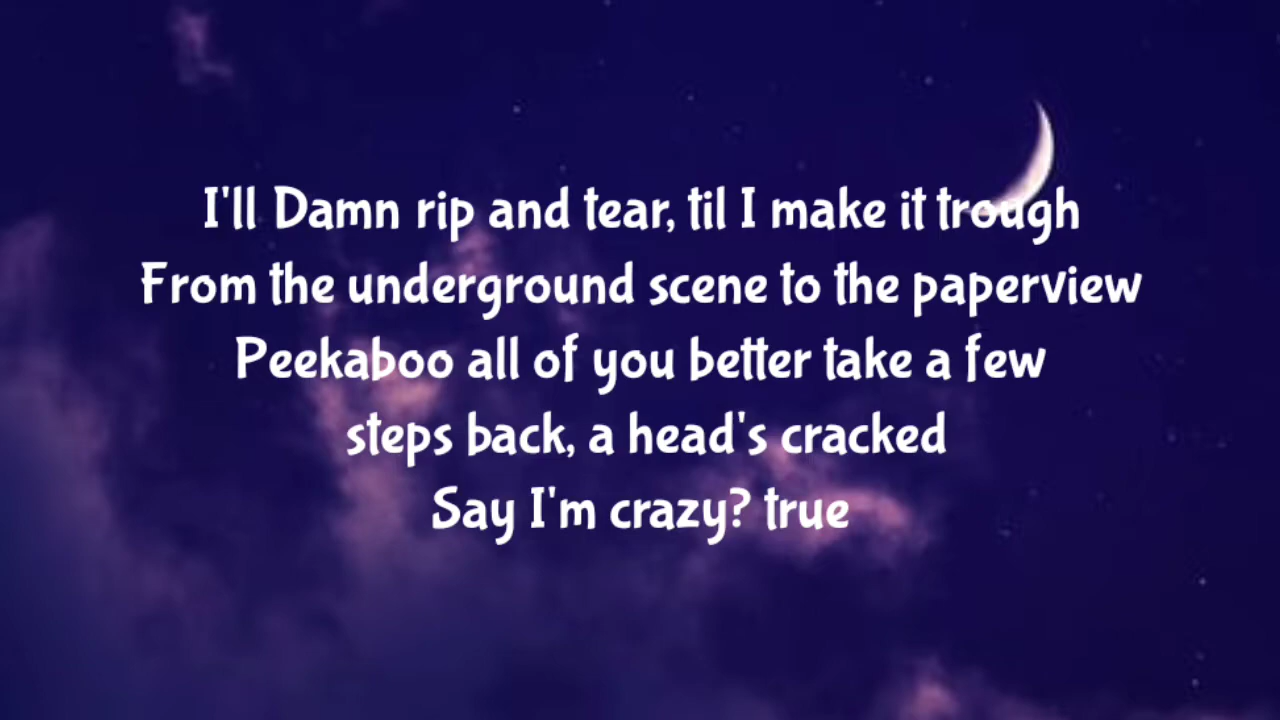 I'll Damn rip and tear, til I make it trough
From the underground scene to the paperview
Peekaboo all of you better take a few
steps back, a head's cracked
Say I'm crazy? true